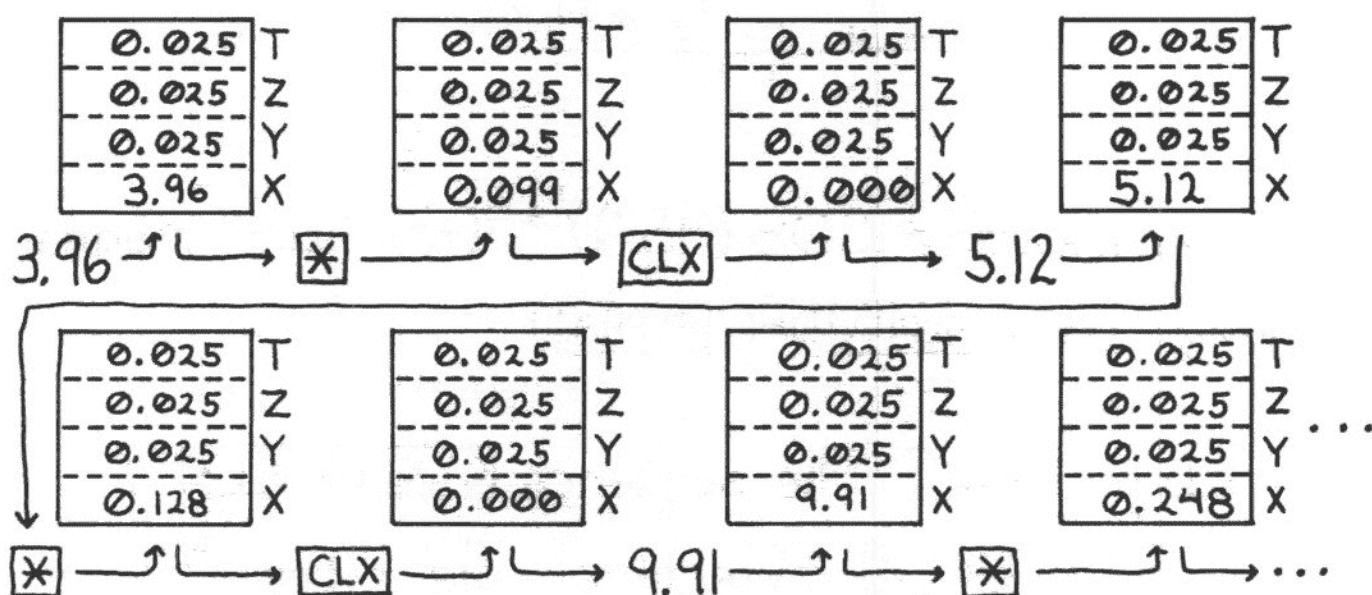 0.025 T 0.025 T 0.025 T 0.025 T
0.025 Z 0.025 Z 0.025 Z 0.025 Z
0.025 Y 0.025 Y 0.025 Y 0.025 Y
3.96 X 0.099 X 0.000 X 5.12 X
3.96 * CLX 5.12
0.025 T 0.025 T 0.025 T 0.025 T
0.025 Z 0.025 Z 0.025 Z 0.025 Z
0.025 Y 0.025 Y 0.025 Y 0.025 Y ...
0.128 X 0.000 X 9.91 X 0.248 X
* CLX 9.91 * ...